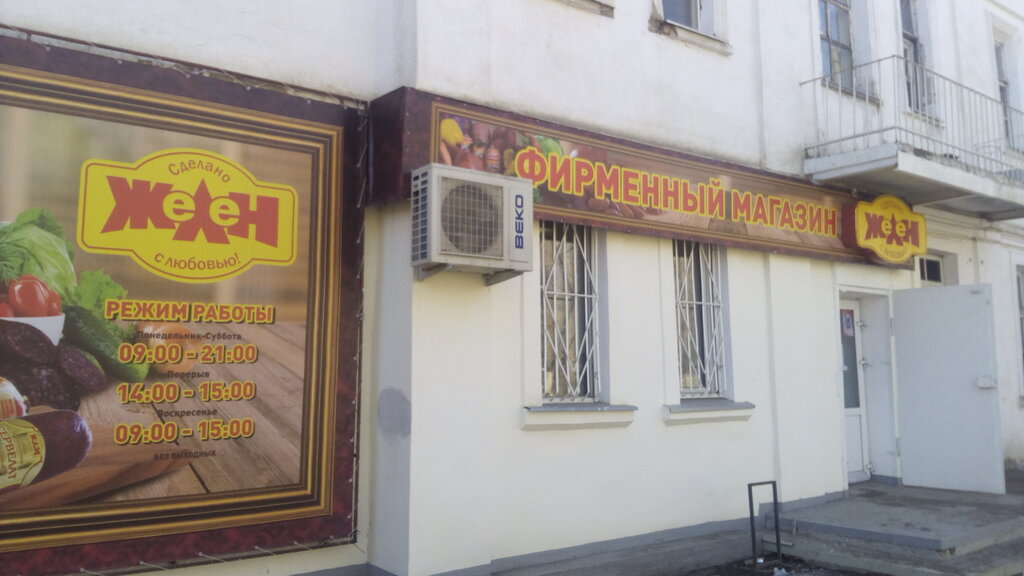 Сделано
ЖеЛеН
с любовью!
РЕЖИМ РАБОТЫ
Понедельник-Суббота
09:00 - 21:00
Перерыв
14:00 - 15:00
Воскресенье
09:00 - 15:00
БЕЗ ВЫХОДНЫХ
BEKO
ФИРМЕННЫЙ МАГАЗИН
ЖеЛеН